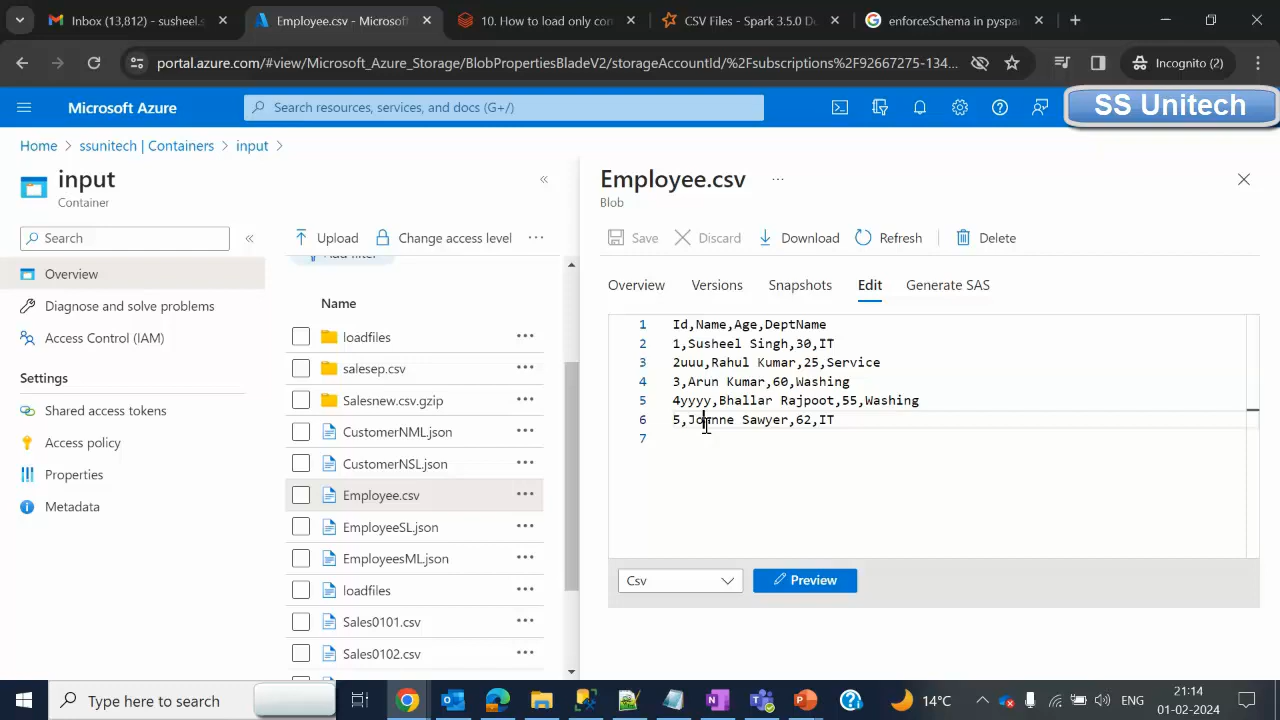 Inbox (13,812) - susheel.s
Employee.csv - Microsof
10. How to load only cor
CSV Files - Spark 3.5.0 Do
enforceSchema in pyspa
portal.azure.com/#view/Microsoft_Azure_Storage/BlobPropertiesBladeV2/storageAccountId/%2Fsubscriptions%2F92667275-134...
Incognito (2)
Microsoft Azure
Search resources, services, and docs (G+/)
SS Unitech
Home > ssunitech | Containers > input >
input
Container
Search
Overview
Diagnose and solve problems
Access Control (IAM)
Settings
Shared access tokens
Access policy
Properties
Metadata
Upload
Change access level
Add filter
Name
loadfiles
salesep.csv
Salesnew.csv.gzip
CustomerNML.json
CustomerNSL.json
Employee.csv
EmployeeSL.json
EmployeesML.json
loadfiles
Sales0101.csv
Sales0102.csv
Employee.csv
Blob
Save
Discard
Download
Refresh
Delete
Overview
Versions
Snapshots
Edit
Generate SAS
1 Id,Name,Age,DeptName
2 1,Susheel Singh,30,IT
3 2uuu,Rahul Kumar,25,Service
4 3,Arun Kumar,60,Washing
5 4yyyy,Bhallar Rajpoot,55,Washing
6 5,Joanne Sawyer,62,IT
7
Csv
Preview
Type here to search
14°C
ENG
21:14
01-02-2024